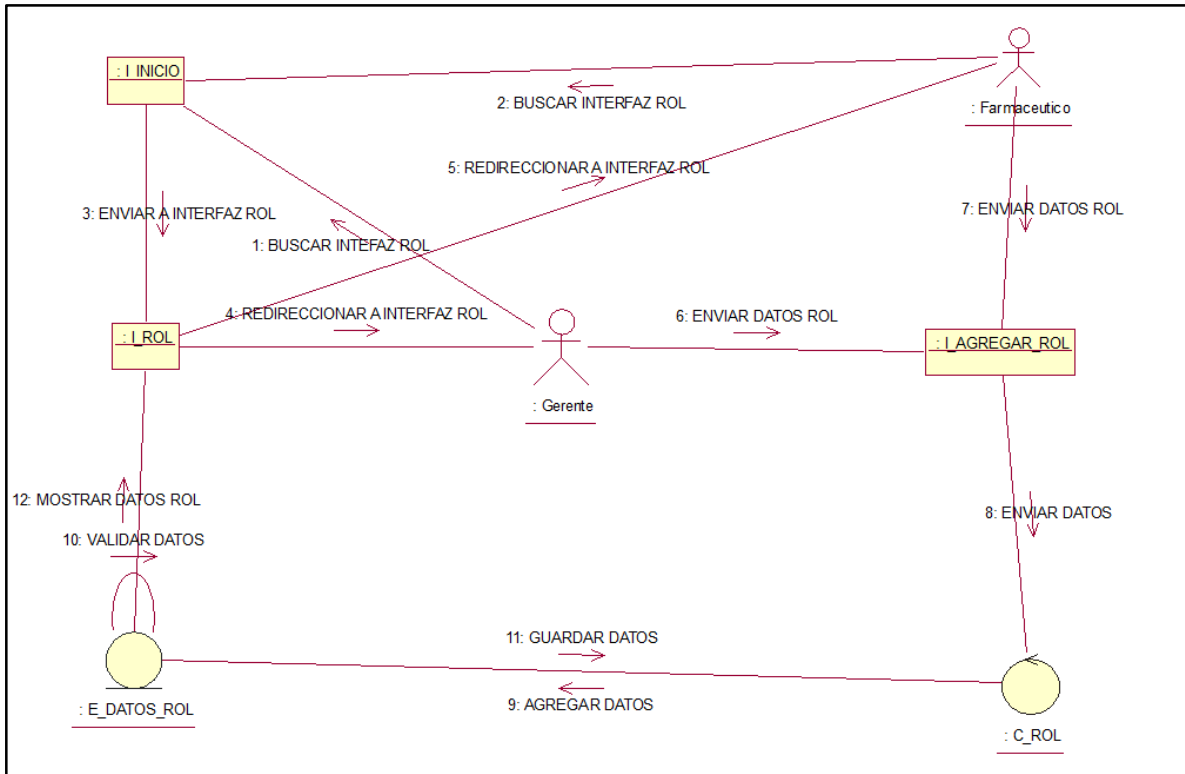 : I_INICIO
2: BUSCAR INTERFAZ ROL
: Farmaceutico
5: REDIRECCIONAR A INTERFAZ ROL
3: ENVIAR A INTERFAZ ROL
7: ENVIAR DATOS ROL
1: BUSCAR INTEFAZ ROL
4: REDIRECCIONAR A INTERFAZ ROL
6: ENVIAR DATOS ROL
: I_ROL
: I_AGREGAR_ROL
: Gerente
12: MOSTRAR DATOS ROL
8: ENVIAR DATOS
10: VALIDAR DATOS
11: GUARDAR DATOS
9: AGREGAR DATOS
: E_DATOS_ROL
: C_ROL